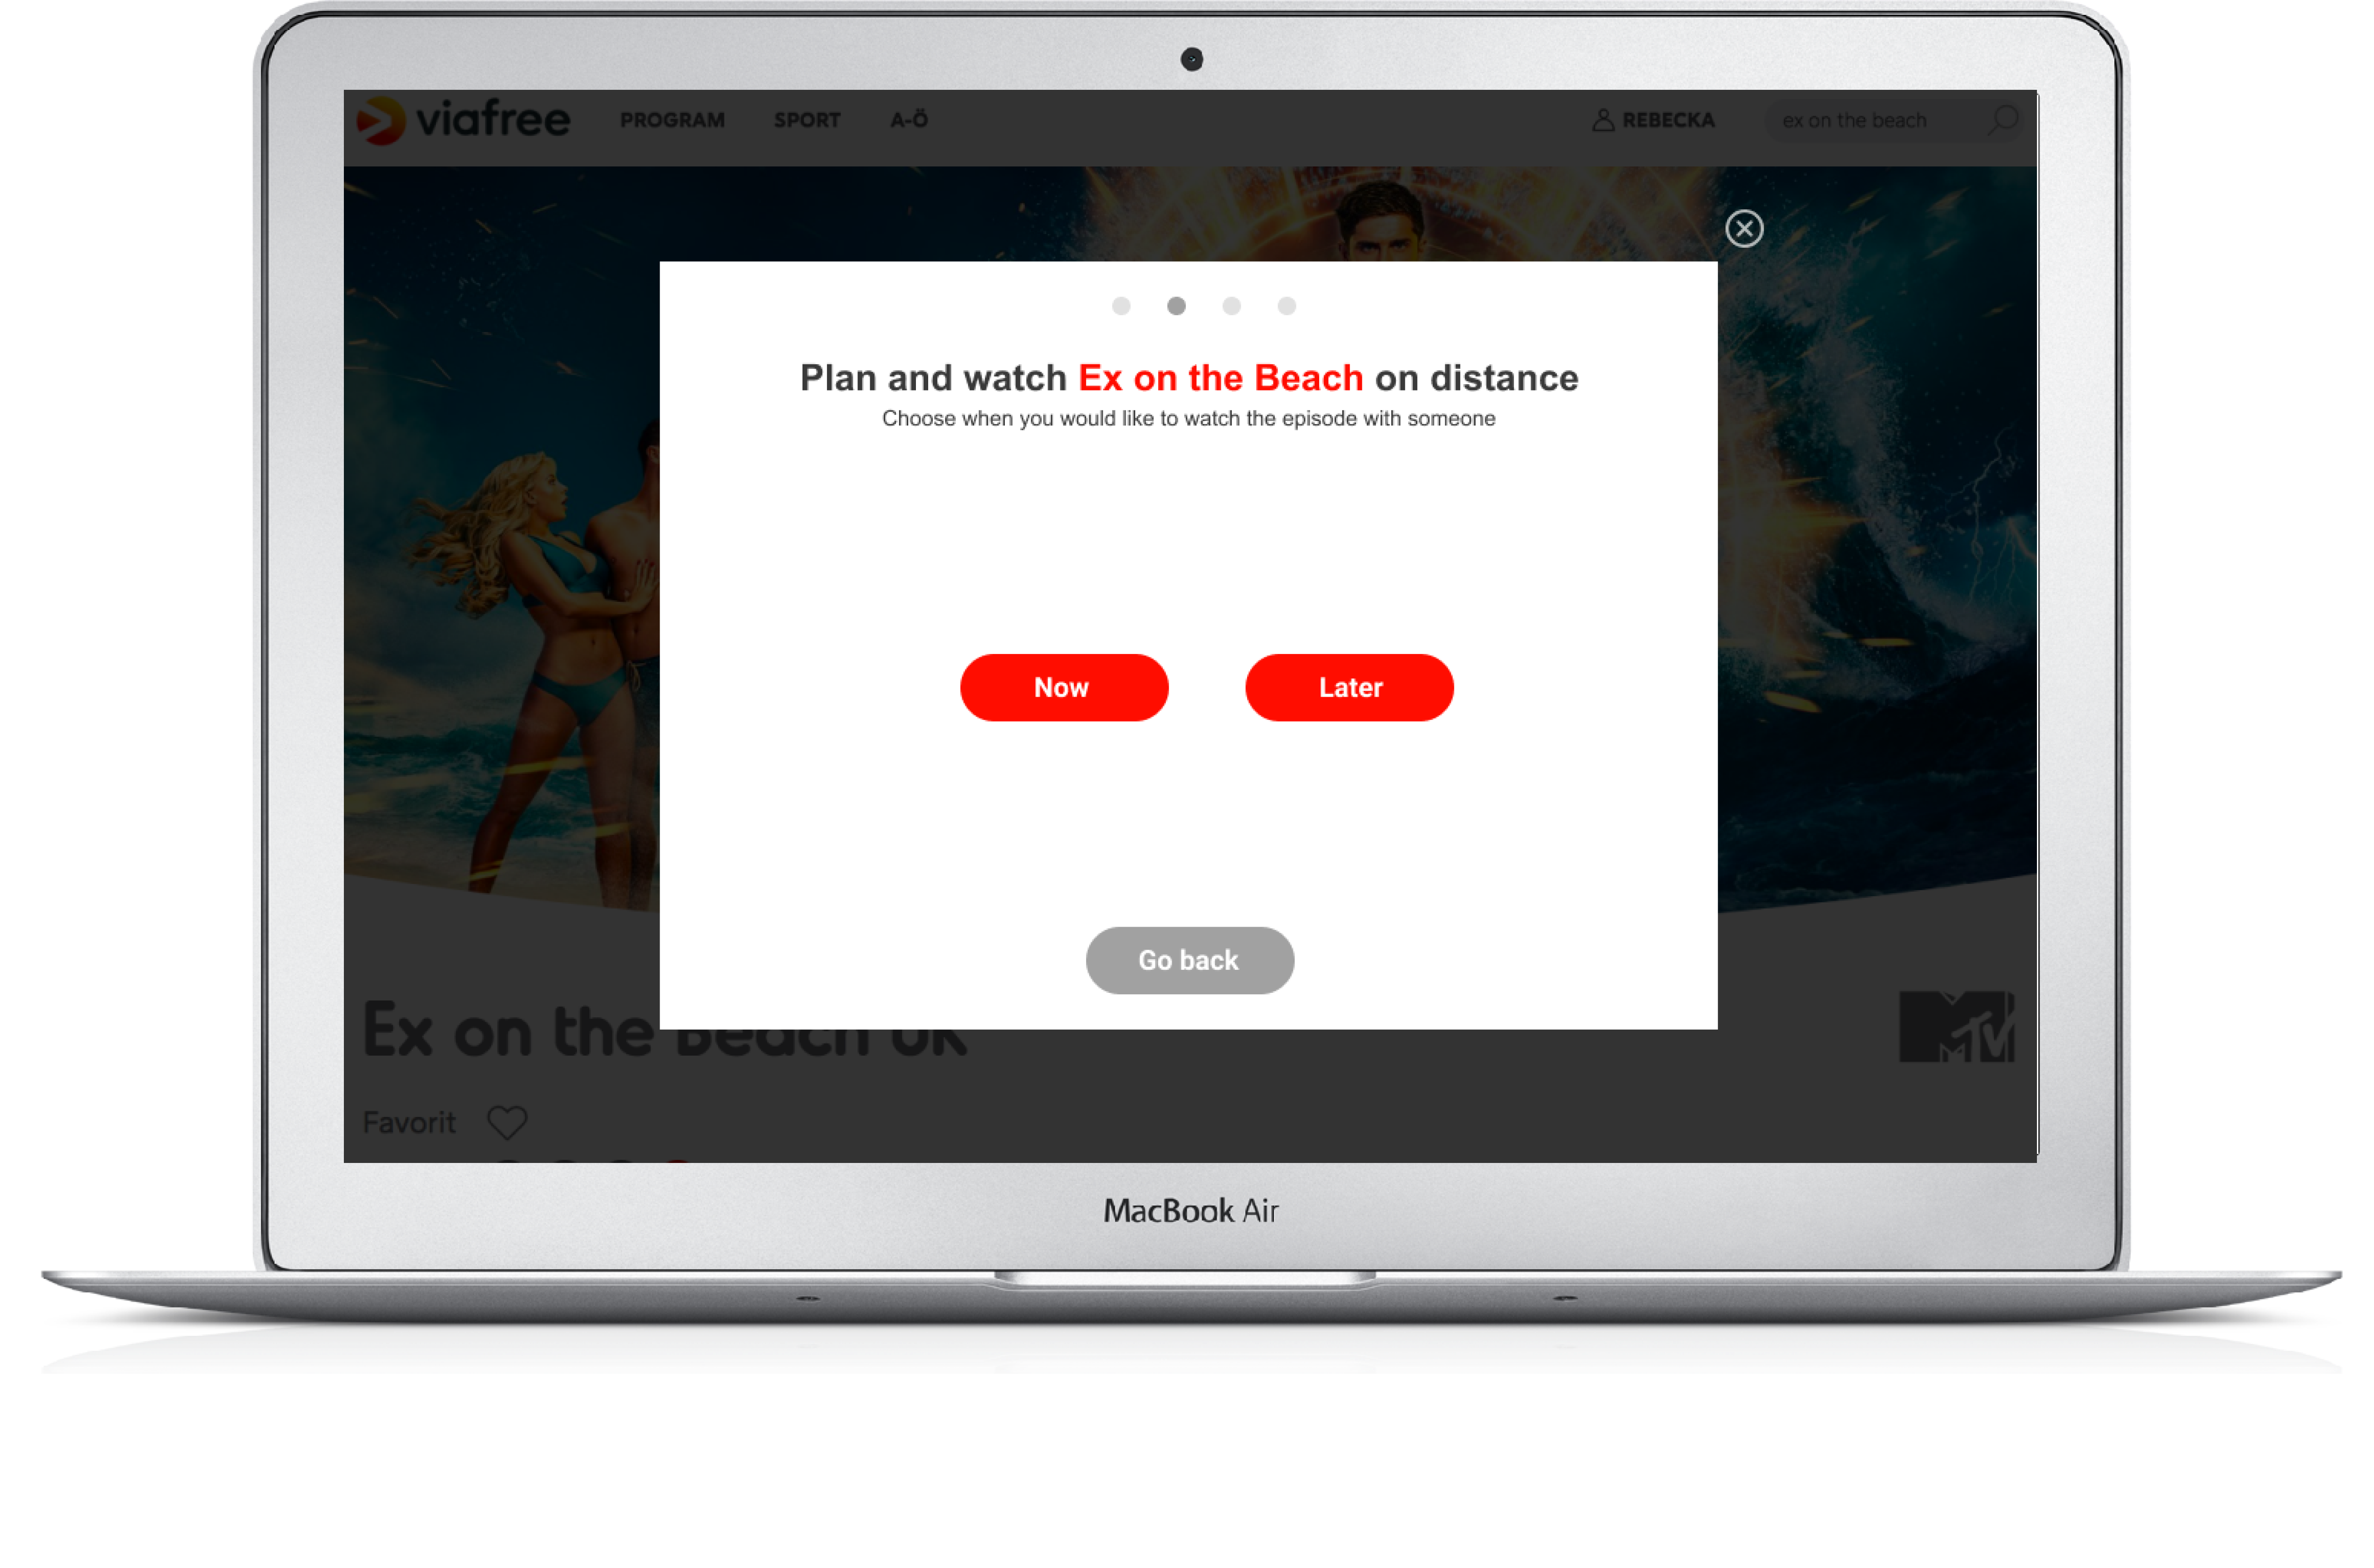 viafree PROGRAM SPORT A-Ö REBECKA ex on the beach
Plan and watch Ex on the Beach on distance
Choose when you would like to watch the episode with someone
Now Later
Go back
Ex on the Beach UK
MTV
Favorit
MacBook Air